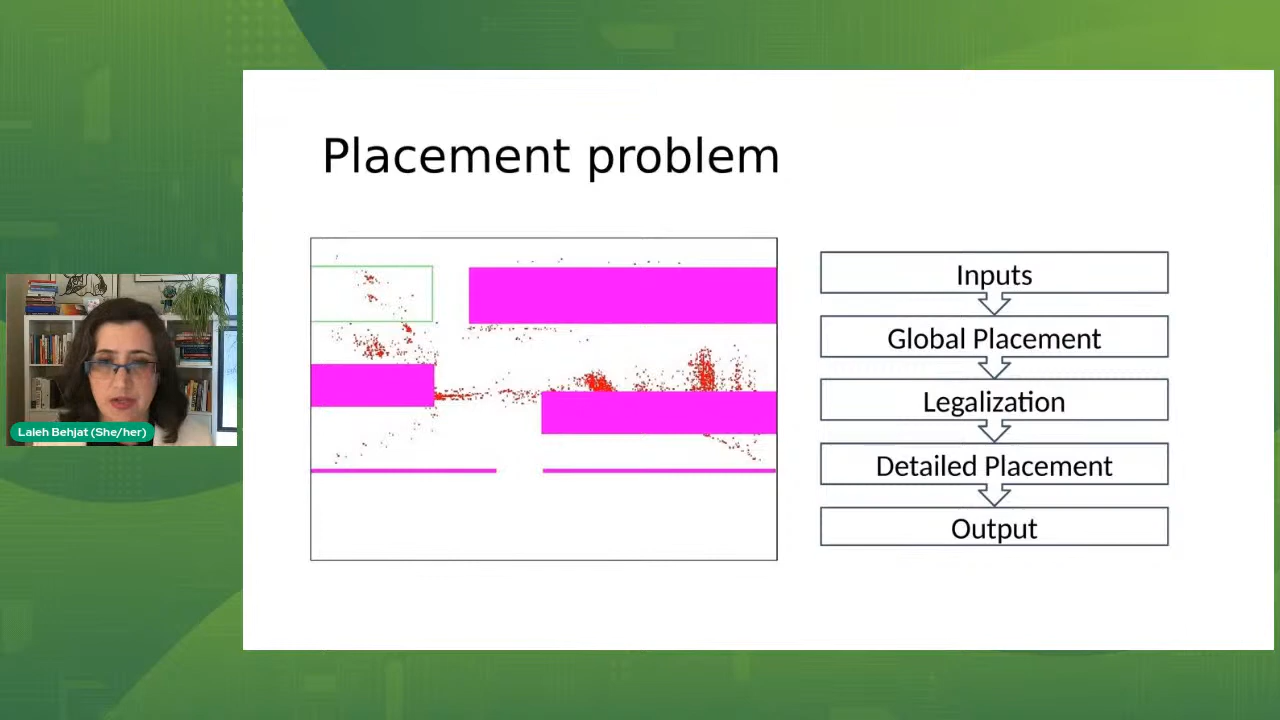 Placement problem
Inputs
Global Placement
Legalization
Detailed Placement
Output
Laleh Behjat (She/her)